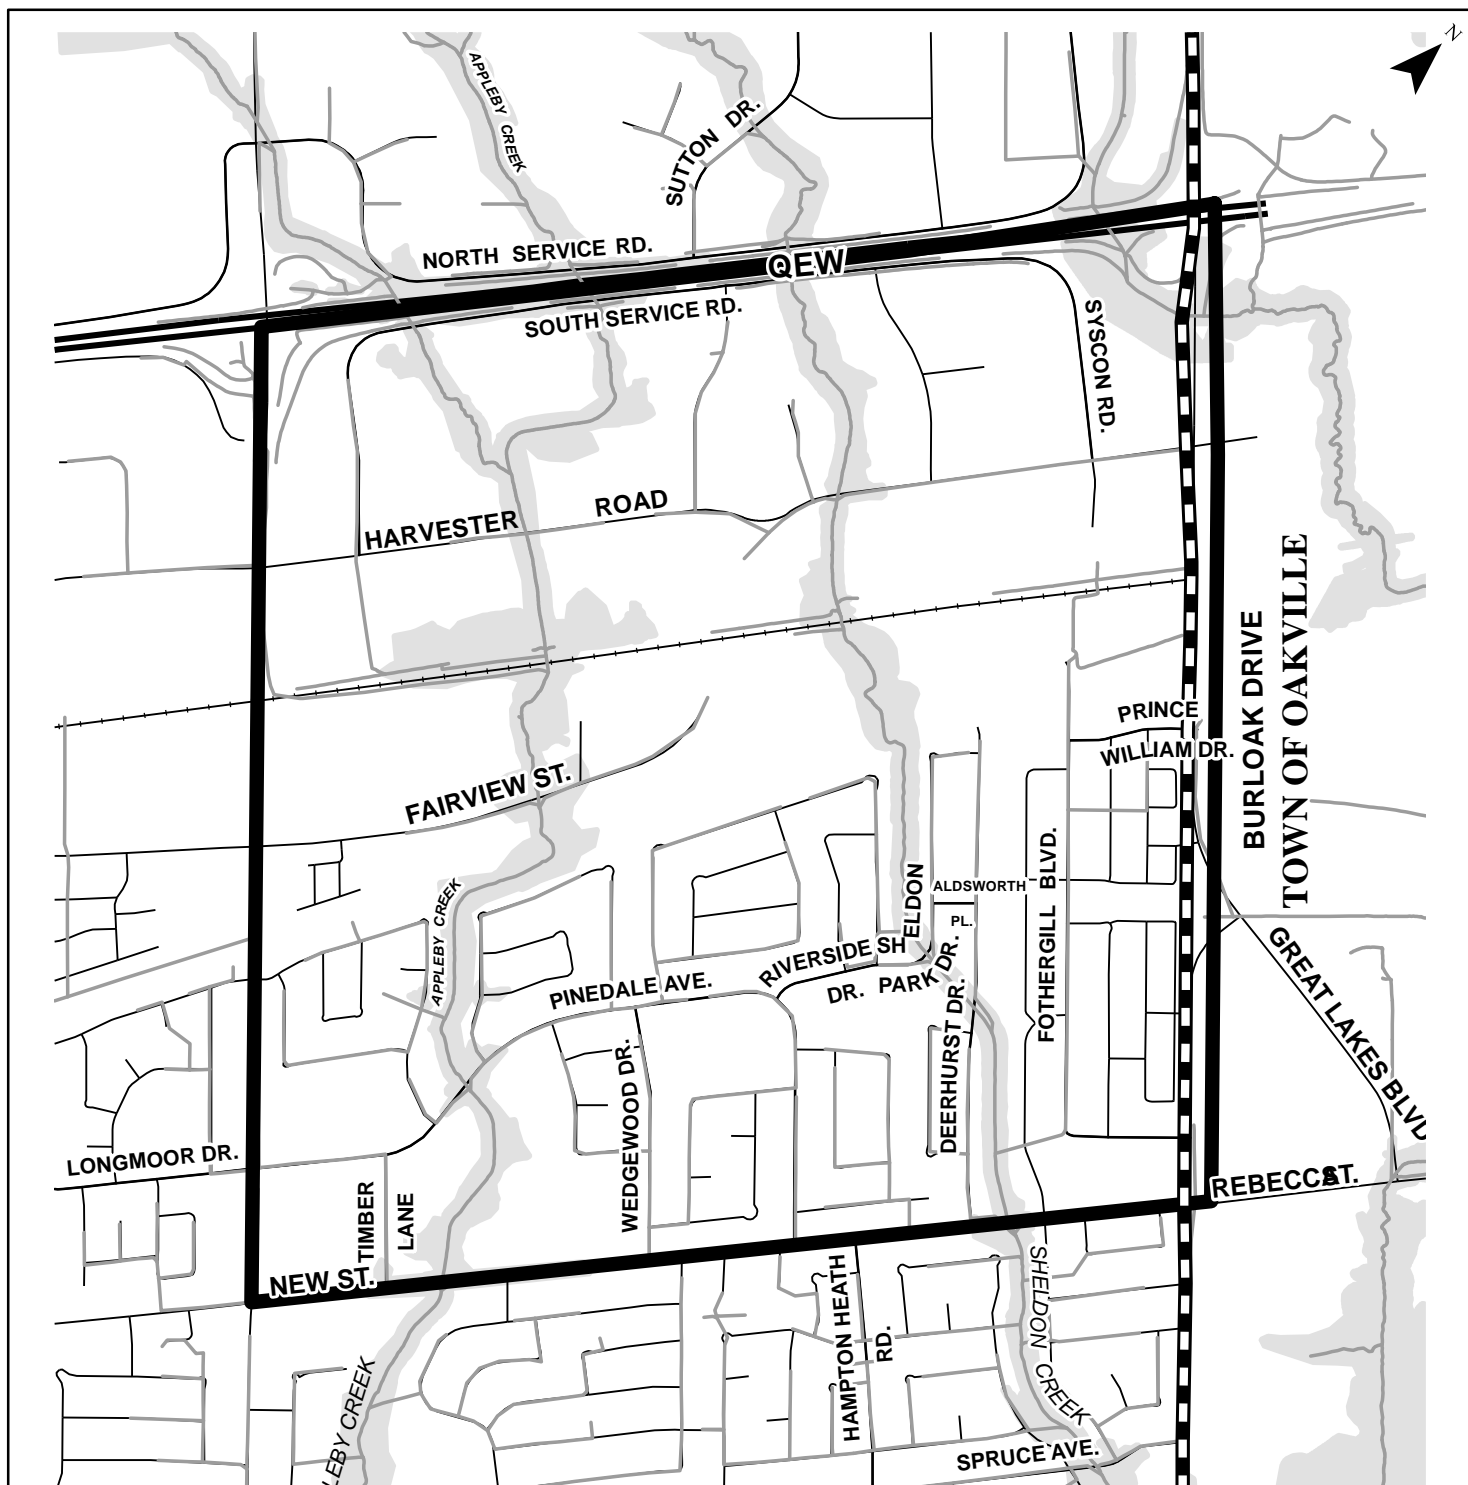 N
APPLEBY CREEK
SUTTON DR.
NORTH SERVICE RD.
QEW
SOUTH SERVICE RD.
SYSCON RD.
HARVESTER ROAD
BURLOAK DRIVE
TOWN OF OAKVILLE
PRINCE
WILLIAM DR.
FAIRVIEW ST.
FOTHERGILL BLVD.
ALDSWORTH
PL.
APPLEBY CREEK
RIVERSIDE
DR.
SHELDON
PARK DR.
PINEDALE AVE.
GREAT LAKES BLVD
DEERHURST DR.
WEDGEWOOD DR.
LONGMOOR DR.
TIMBER
LANE
REBECCA ST.
NEW ST.
HAMPTON HEATH
RD.
SHELDON CREEK
LEBY CREEK
SPRUCE AVE.